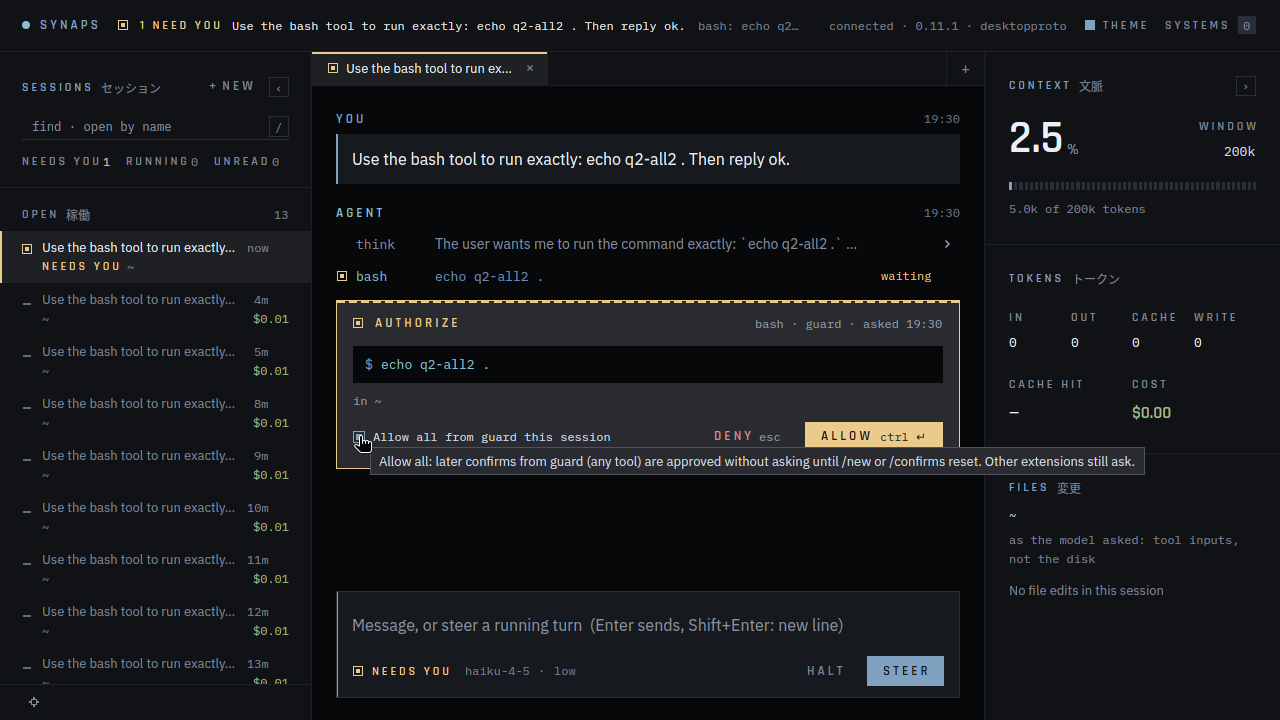 SYNAPS
1 NEED YOU Use the bash tool to run exactly: echo q2-all2 . Then reply ok. bash: echo q2…
connected · 0.11.1 · desktopproto
THEME
SYSTEMS 0
SESSIONS セッション
+ NEW ‹
find · open by name /
NEEDS YOU 1 RUNNING 0 UNREAD 0
OPEN 稼働 13
Use the bash tool to run exactly… now
NEEDS YOU ~
Use the bash tool to run exactly… 4m
~ $0.01
Use the bash tool to run exactly… 5m
~ $0.01
Use the bash tool to run exactly… 8m
~ $0.01
Use the bash tool to run exactly… 9m
~ $0.01
Use the bash tool to run exactly… 10m
~ $0.01
Use the bash tool to run exactly… 11m
~ $0.01
Use the bash tool to run exactly… 12m
~ $0.01
Use the bash tool to run exactly… 13m
~ $0.01
Use the bash tool to run ex… × +
YOU 19:30
Use the bash tool to run exactly: echo q2-all2 . Then reply ok.
AGENT 19:30
think The user wants me to run the command exactly: `echo q2-all2 .` … ›
bash echo q2-all2 . waiting
AUTHORIZE bash · guard · asked 19:30
$ echo q2-all2 .
in ~
Allow all from guard this session DENY esc ALLOW ctrl ↵
Allow all: later confirms from guard (any tool) are approved without asking until /new or /confirms reset. Other extensions still ask.
Message, or steer a running turn (Enter sends, Shift+Enter: new line)
NEEDS YOU haiku-4-5 · low HALT STEER
CONTEXT 文脈 ›
2.5 % WINDOW
200k
5.0k of 200k tokens
TOKENS トークン
IN OUT CACHE WRITE
0 0 0 0
CACHE HIT COST
— $0.00
FILES 変更
~
as the model asked: tool inputs,
not the disk
No file edits in this session